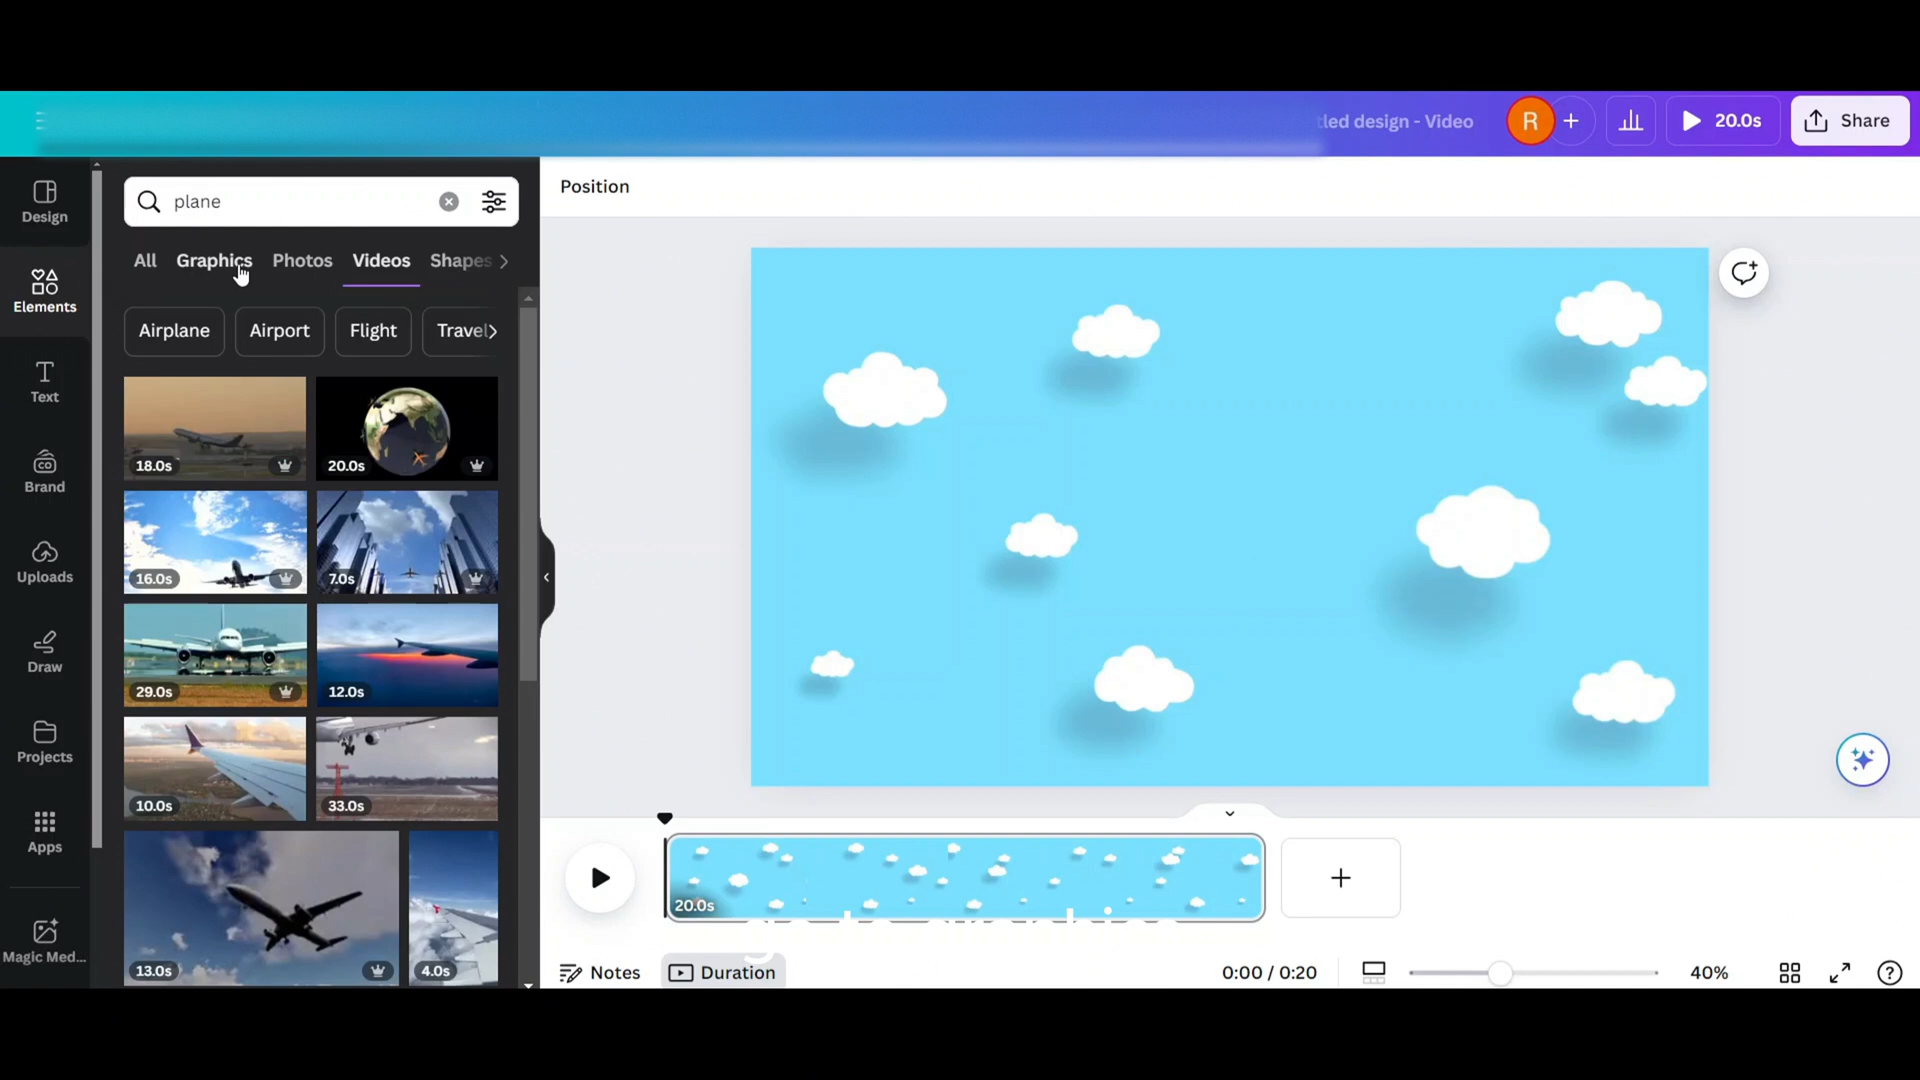 tled design - Video
R
20.0s
Share
Design
Elements
Text
Brand
Uploads
Draw
Projects
Apps
Magic Med...
plane
All Graphics Photos Videos Shapes
Airplane Airport Flight Travel
18.0s
20.0s
16.0s
7.0s
29.0s
12.0s
10.0s
33.0s
13.0s
4.0s
Position
20.0s
Notes
Duration
0:00 / 0:20
40%